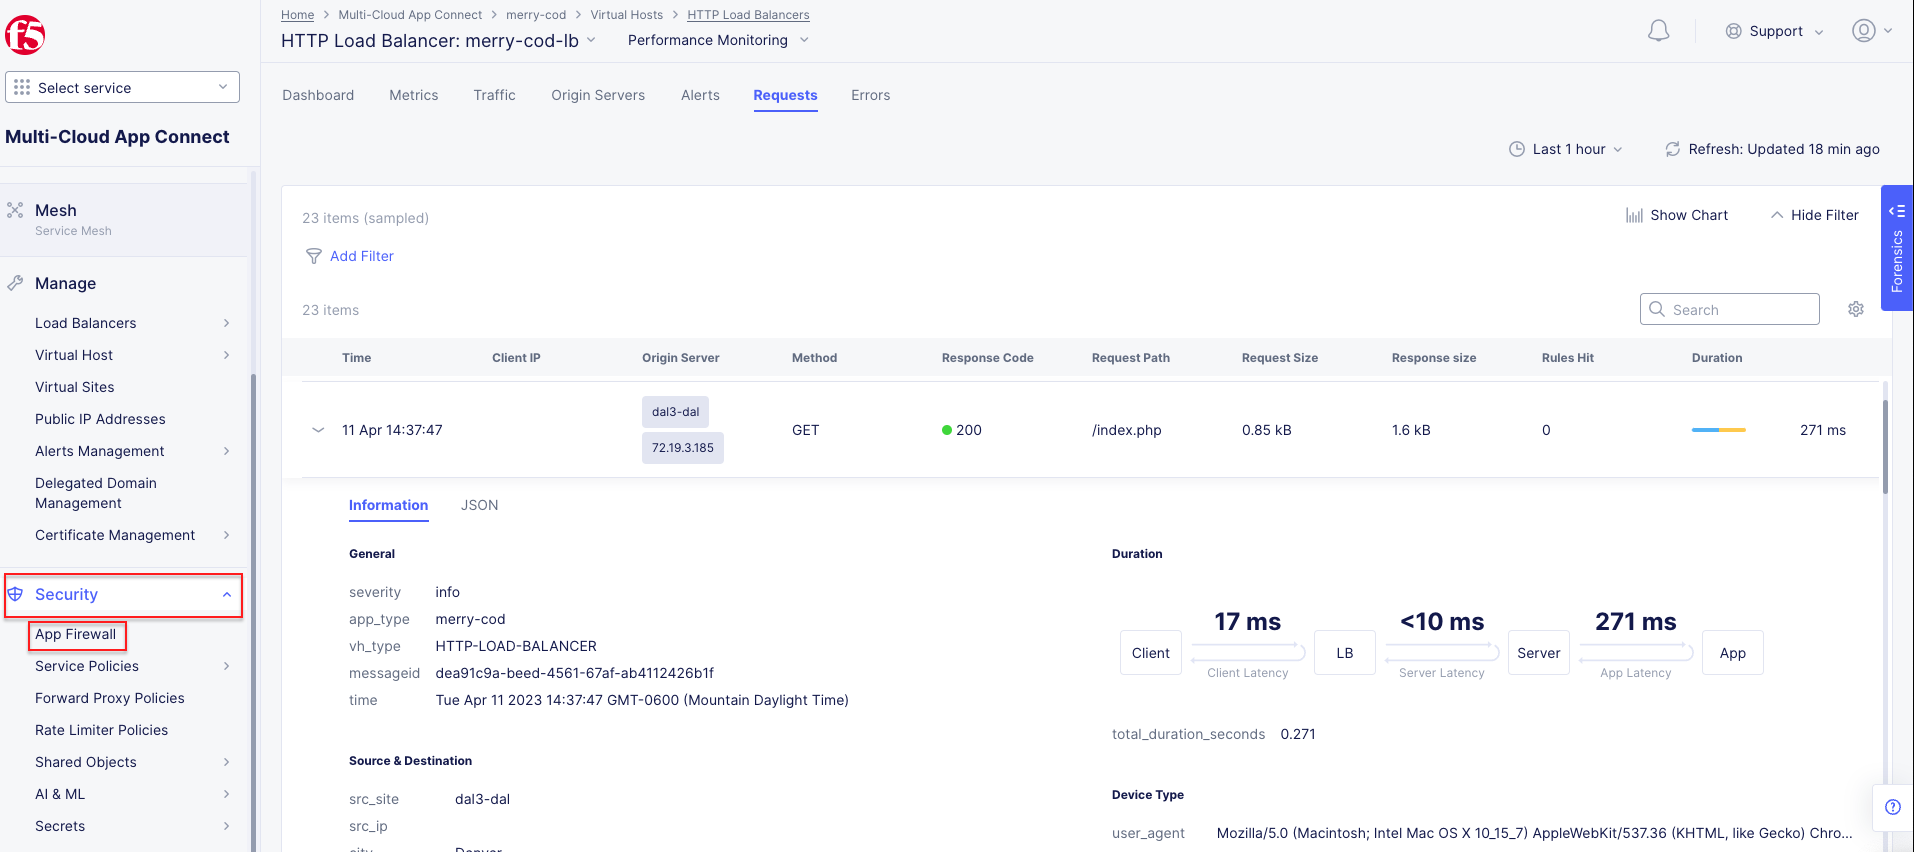 f5
Select service
Multi-Cloud App Connect
Mesh
Service Mesh
Manage
Load Balancers
Virtual Host
Virtual Sites
Public IP Addresses
Alerts Management
Delegated Domain
Management
Certificate Management
Security
App Firewall
Service Policies
Forward Proxy Policies
Rate Limiter Policies
Shared Objects
AI & ML
Secrets
Home > Multi-Cloud App Connect > merry-cod > Virtual Hosts > HTTP Load Balancers
HTTP Load Balancer: merry-cod-lb Performance Monitoring
Support
Dashboard Metrics Traffic Origin Servers Alerts Requests Errors
Last 1 hour Refresh: Updated 18 min ago
23 items (sampled)
Show Chart Hide Filter
Forensics
Add Filter
23 items
Search
Time Client IP Origin Server Method Response Code Request Path Request Size Response size Rules Hit Duration
dal3-dal
11 Apr 14:37:47 GET 200 /index.php 0.85 kB 1.6 kB 0 271 ms
72.19.3.185
Information JSON
General
severity info
app_type merry-cod
vh_type HTTP-LOAD-BALANCER
messageid dea91c9a-beed-4561-67af-ab4112426b1f
time Tue Apr 11 2023 14:37:47 GMT-0600 (Mountain Daylight Time)
Source & Destination
src_site dal3-dal
src_ip
city Denver
Duration
17 ms <10 ms 271 ms
Client LB Server App
Client Latency Server Latency App Latency
total_duration_seconds 0.271
Device Type
user_agent Mozilla/5.0 (Macintosh; Intel Mac OS X 10_15_7) AppleWebKit/537.36 (KHTML, like Gecko) Chro...